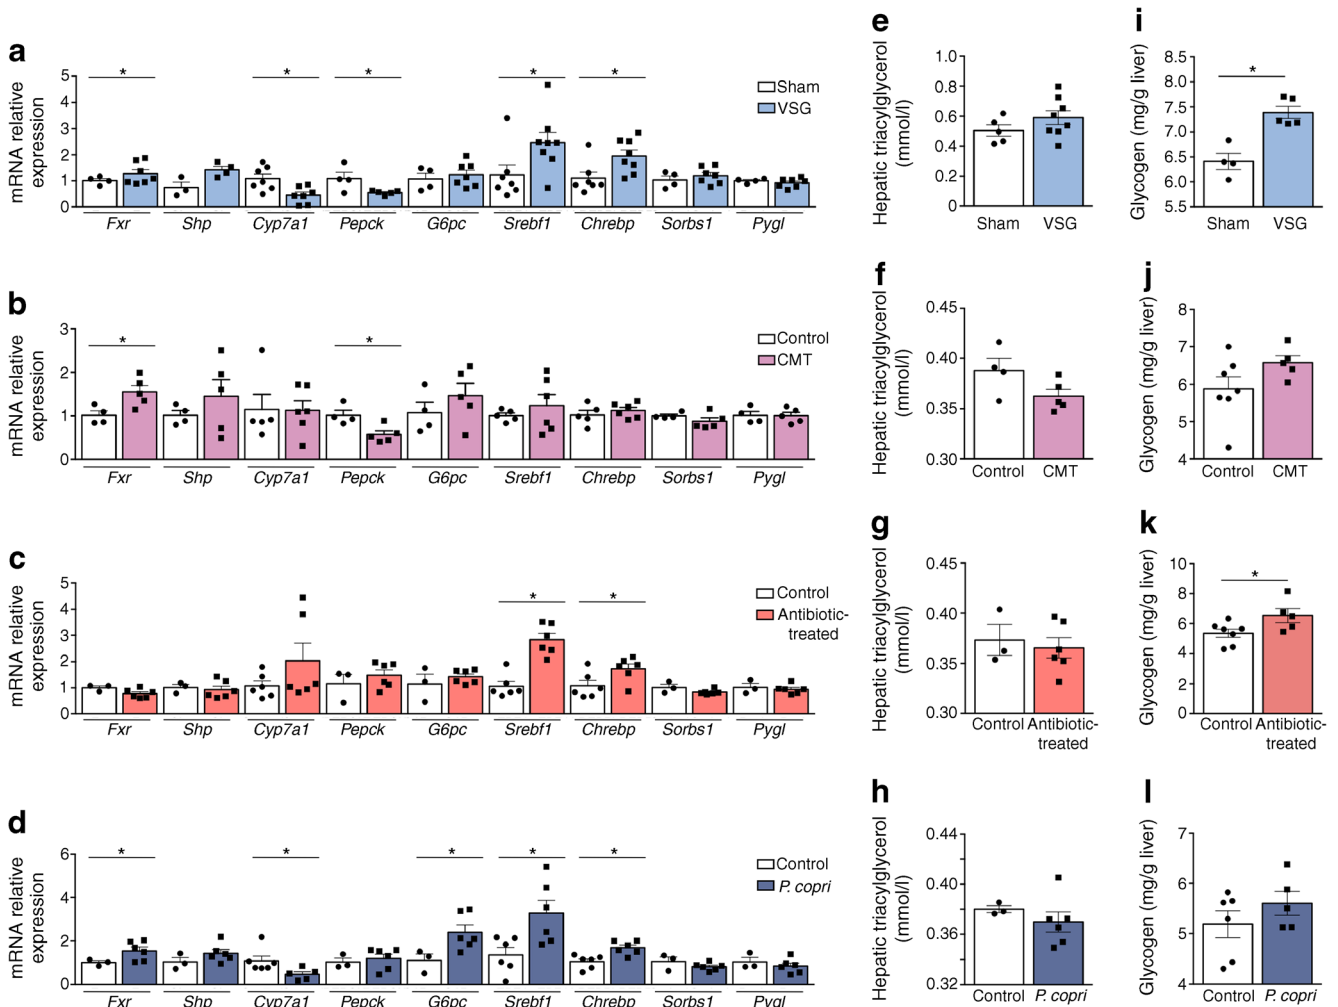 a
mRNA relative
expression
5
4
3
2
1
0
*
*
*
*
*
Sham
VSG
Fxr
Shp
Cyp7a1
Pepck
G6pc
Srebf1
Chrebp
Sorbs1
Pygl
e
Hepatic triacylglycerol
(mmol/l)
1.0
0.8
0.6
0.4
0.2
0
Sham
VSG
i
Glycogen (mg/g liver)
8.5
8.0
7.5
7.0
6.5
6.0
5.5
*
Sham
VSG
b
mRNA relative
expression
3
2
1
0
*
*
Control
CMT
Fxr
Shp
Cyp7a1
Pepck
G6pc
Srebf1
Chrebp
Sorbs1
Pygl
f
Hepatic triacylglycerol
(mmol/l)
0.45
0.40
0.35
0.30
Control
CMT
j
Glycogen (mg/g liver)
8
7
6
5
4
Control
CMT
c
mRNA relative
expression
5
4
3
2
1
0
*
*
Control
Antibiotic-
treated
Fxr
Shp
Cyp7a1
Pepck
G6pc
Srebf1
Chrebp
Sorbs1
Pygl
g
Hepatic triacylglycerol
(mmol/l)
0.45
0.40
0.35
0.30
Control
Antibiotic-
treated
k
Glycogen (mg/g liver)
10
8
6
4
2
0
*
Control
Antibiotic-
treated
d
mRNA relative
expression
6
4
2
0
*
*
*
*
*
Control
P. copri
Fxr
Shp
Cyp7a1
Pepck
G6pc
Srebf1
Chrebp
Sorbs1
Pygl
h
Hepatic triacylglycerol
(mmol/l)
0.44
0.40
0.36
0.32
Control
P. copri
l
Glycogen (mg/g liver)
7
6
5
4
Control
P. copri